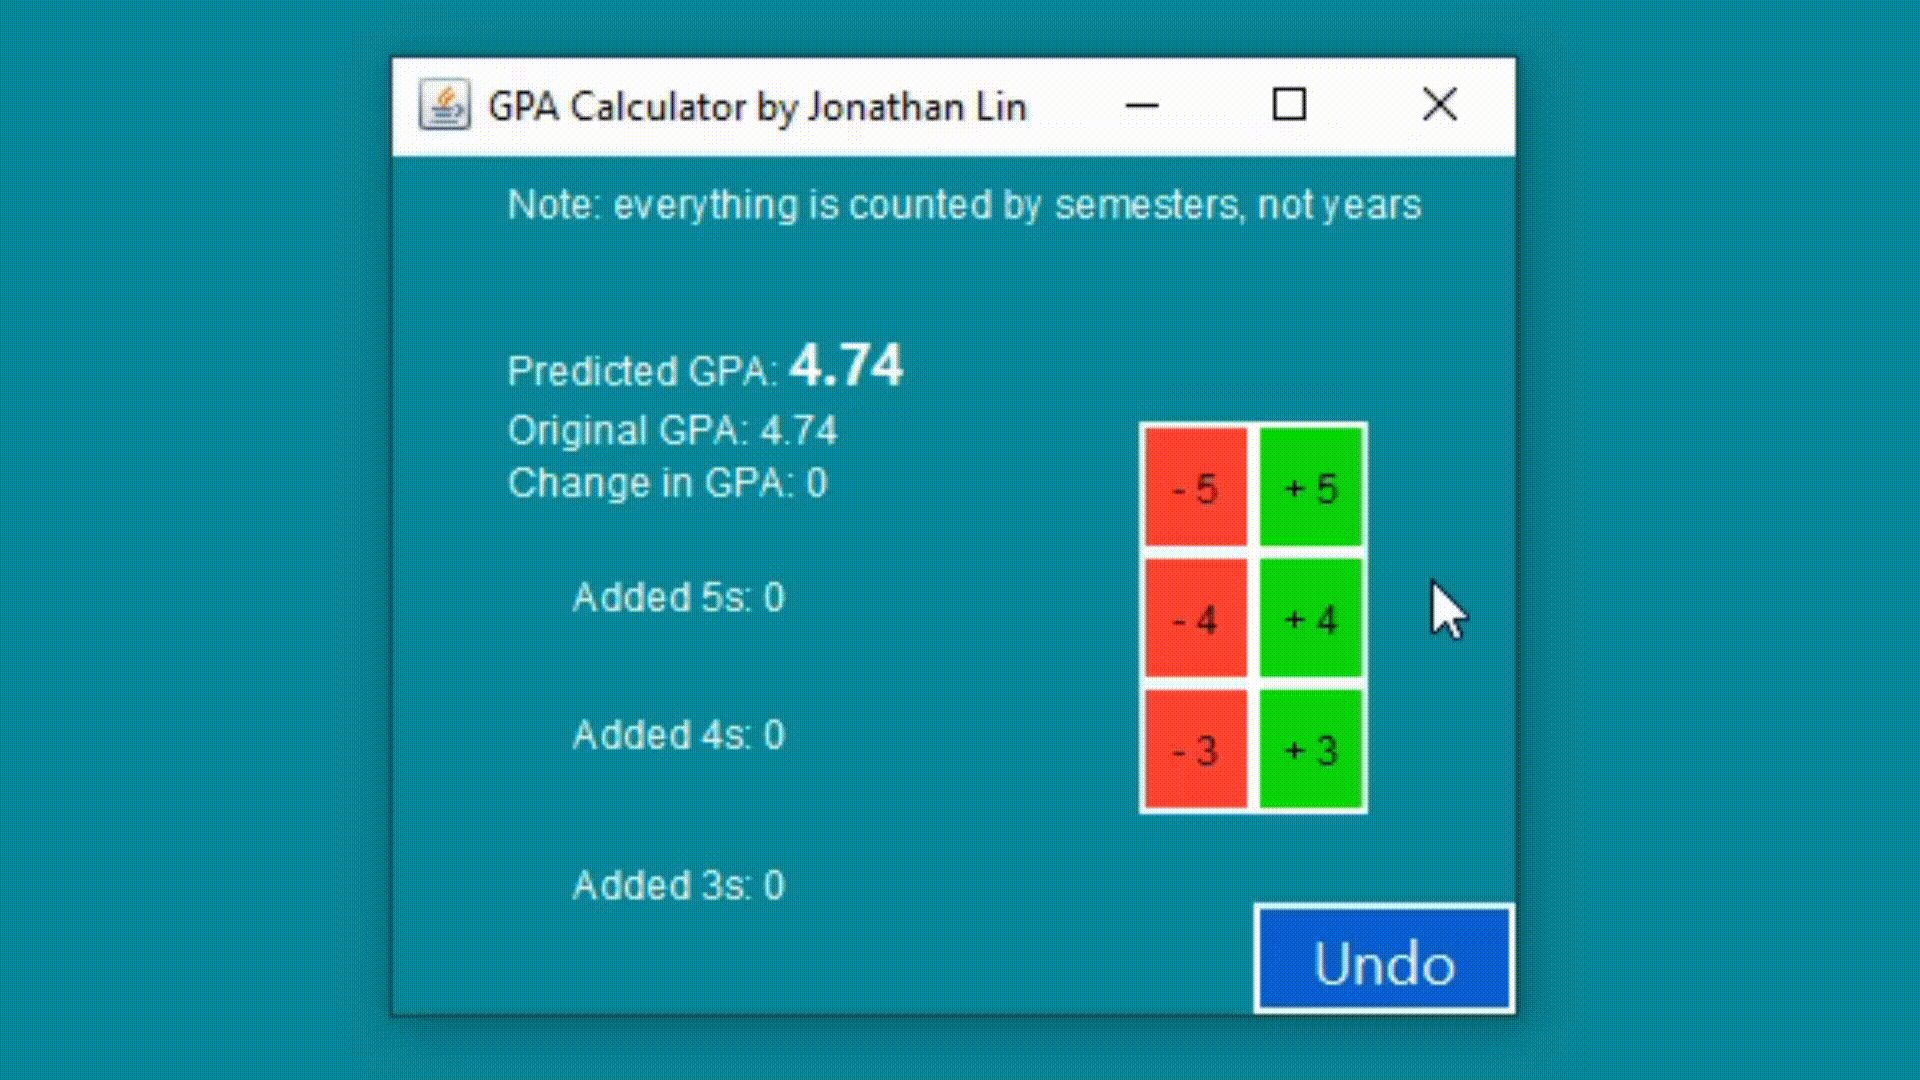 GPA Calculator by Jonathan Lin
Note: everything is counted by semesters, not years
Predicted GPA: 4.74
Original GPA: 4.74
Change in GPA: 0
- 5 + 5
Added 5s: 0
- 4 + 4
Added 4s: 0
- 3 + 3
Added 3s: 0
Undo